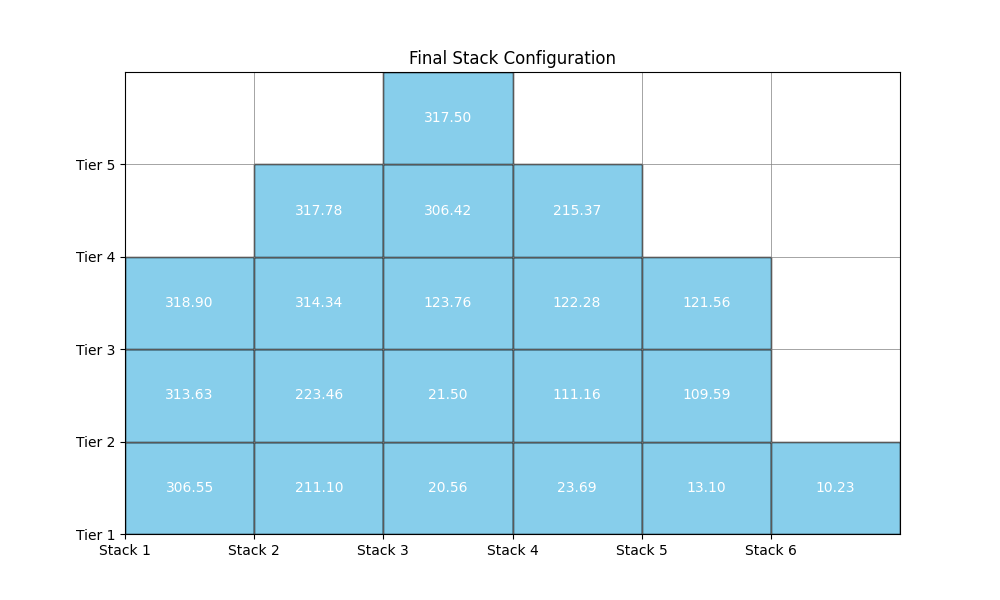 Final Stack Configuration
317.50
Tier 5
317.78 306.42 215.37
Tier 4
318.90 314.34 123.76 122.28 121.56
Tier 3
313.63 223.46 21.50 111.16 109.59
Tier 2
306.55 211.10 20.56 23.69 13.10 10.23
Tier 1
Stack 1 Stack 2 Stack 3 Stack 4 Stack 5 Stack 6